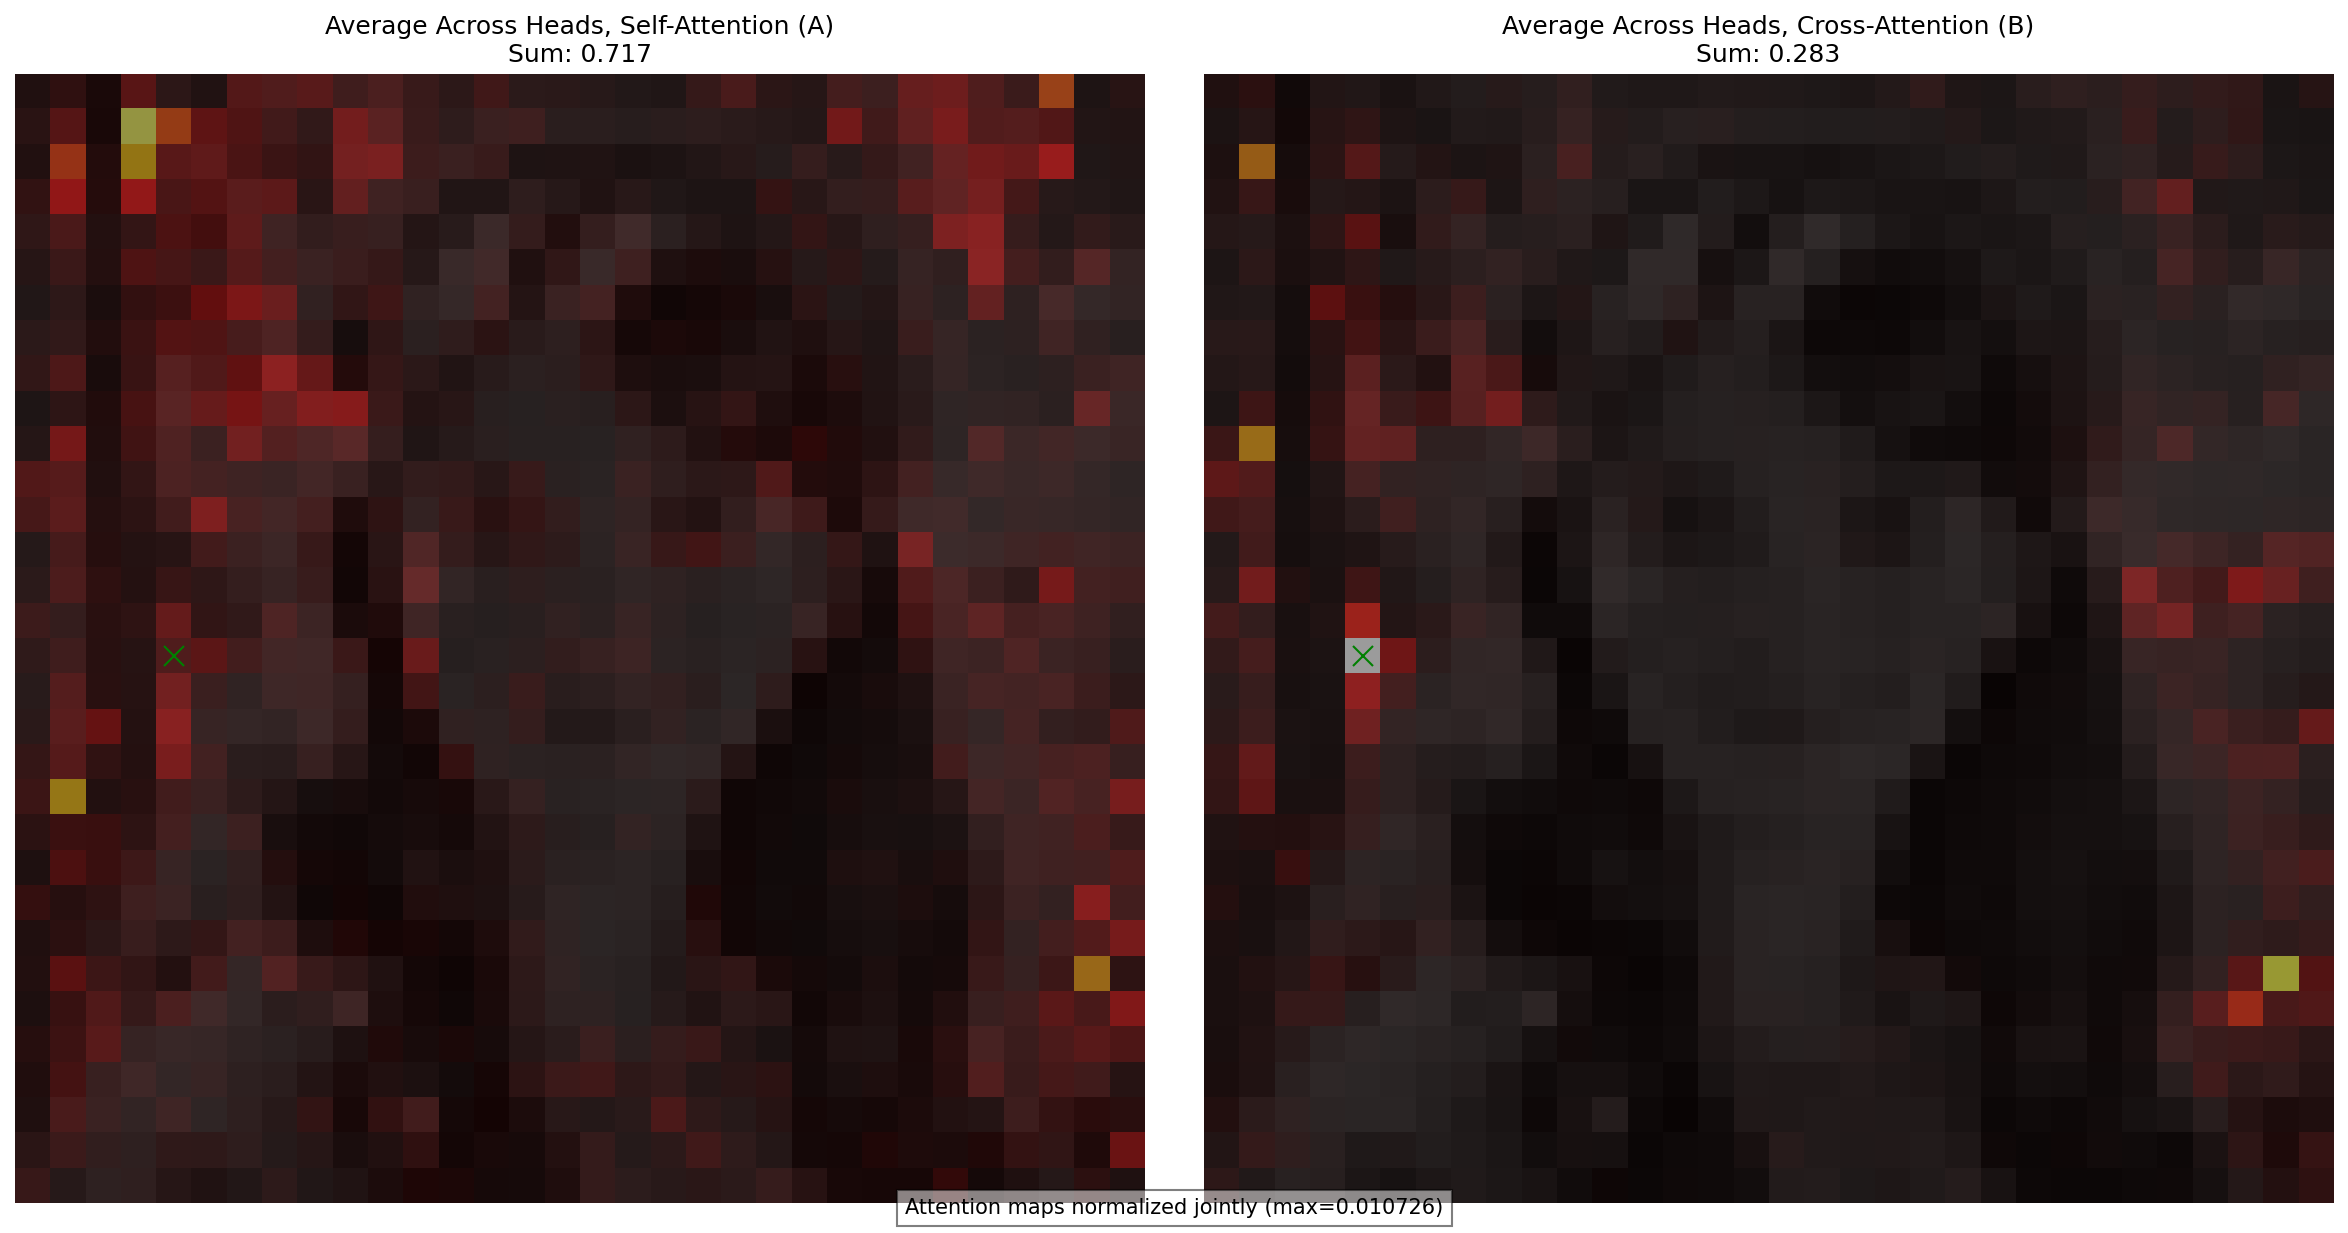 Average Across Heads, Self-Attention (A)
Sum: 0.717
Average Across Heads, Cross-Attention (B)
Sum: 0.283
Attention maps normalized jointly (max=0.010726)